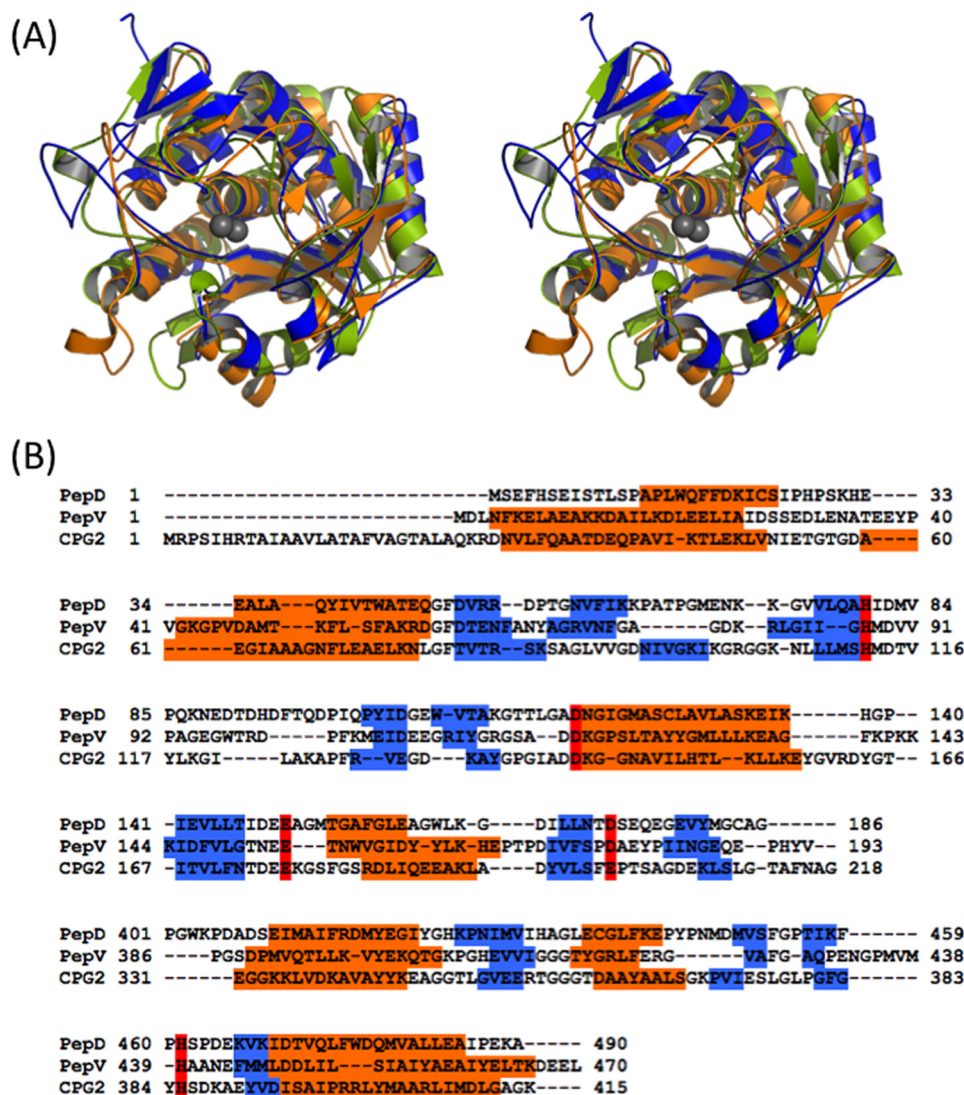 (A)
(B)
PepD 1 ----------------------------MSEFHSEISTLSPAPLWQFFDKICSIPHPSKHE---- 33
PepV 1 -------------------------MDLNFKELAEAKKDAILKDLEELIAIDSSEDLENATEEYP 40
CPG2 1 MRPSIHRTAIAAVLATAFVAGTALAQKRDNVLFQAATDEQPAVI-KTLEKLVNIETGTGDA---- 60
PepD 34 ------EALA---QYIVTWATEQGFDVRR--DPTGNVFIKKPATPGMENK--K-GVVLQAHIDMV 84
PepV 41 VGKGPVDAMT---KFL-SFAKRDGFDTENFANYAGRVNFGA-----GDK--RLGII--GHMDVV 91
CPG2 61 -----EGIAAAGNFLEAELKNLGFTVTR--SKSAGLVVGDNIVGKIKGRGGK-NLLLMSHMDTV 116
PepD 85 PQKNEDTDHDFTQDPIQPYIDGEW-VTAKGTTLGADNGIGMASCLAVLASKEIK------HGP-- 140
PepV 92 PAGEGWTRD-----PFKMEIDEEGRIYGRGSA--DDKGPSLTAYYGMLLLKEAG------FKPKK 143
CPG2 117 YLKGI----LAKAPFR--VEGD--KAYGPGIADDKG-GNAVILHTL--KLLKEYGVRDYGT-- 166
PepD 141 -IEVLLTIDEEAGMTGAFGLEAGWLK-G----DILLNTDSEQEGEVYMGCAG------ 186
PepV 144 KIDFVLGTNEE---TNWVGIDY-YLKHEPTPDIVFSPDAEYPIINGEQE--PHYV--- 193
CPG2 167 -ITVLFNTDEEKGSFGSRDLIQEEAKLA----DYVLSFEPTSAGDEKLSLG-TAFNAG 218
PepD 401 PGWKPDADSEIMAIFRDMYEGIYGHKPNIMVIHAGLECGLFKEPYPNMDMVSFGPTIKF------ 459
PepV 386 ----PGSDPMVQTLLK-VYEKQTGKPGHEVVIGGGTYGRLFERG------VAFG-AQPENGPMVM 438
CPG2 331 ------EGGKKLVDKAVAYYKEAGGTLGVEERTGGGTDAAYAALSGKPVIESLGLPGFG------ 383
PepD 460 PHSPDEKVKIDTVQLFWDQMVALLEAIPEKA---- 490
PepV 439 -HAANEFMMLDDLIL--SIAIYAEAIYELTKDEEL 470
CPG2 384 YHSDKAEYVDISAIPRRLYMAARLIMDLGAGK---- 415